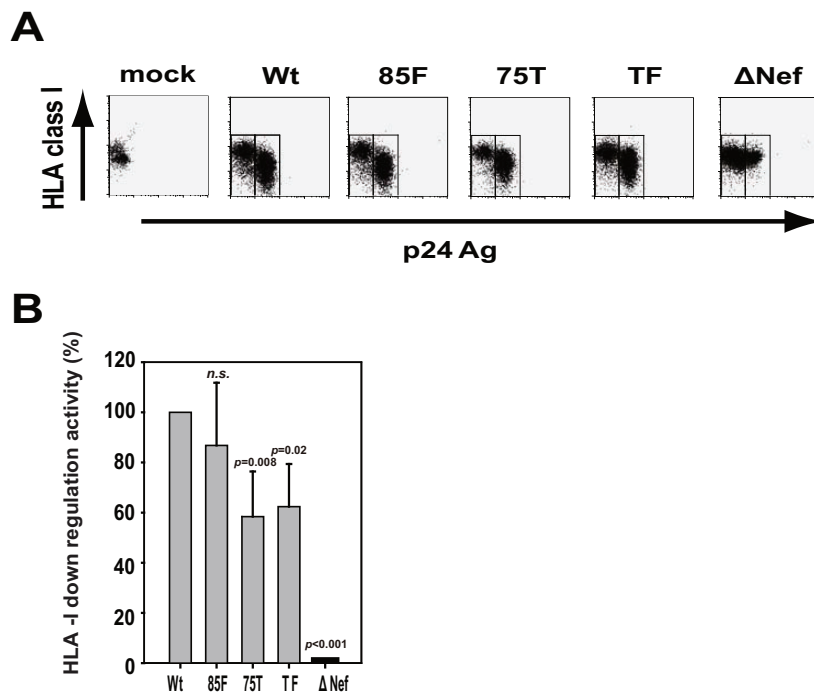 A
mock Wt 85F 75T TF ΔNef
HLA class I
p24 Ag
B
HLA -I down regulation activity (%)
120
100
80
60
40
20
0
n.s.
p=0.008
p=0.02
p<0.001
Wt 85F 75T T F Δ Nef